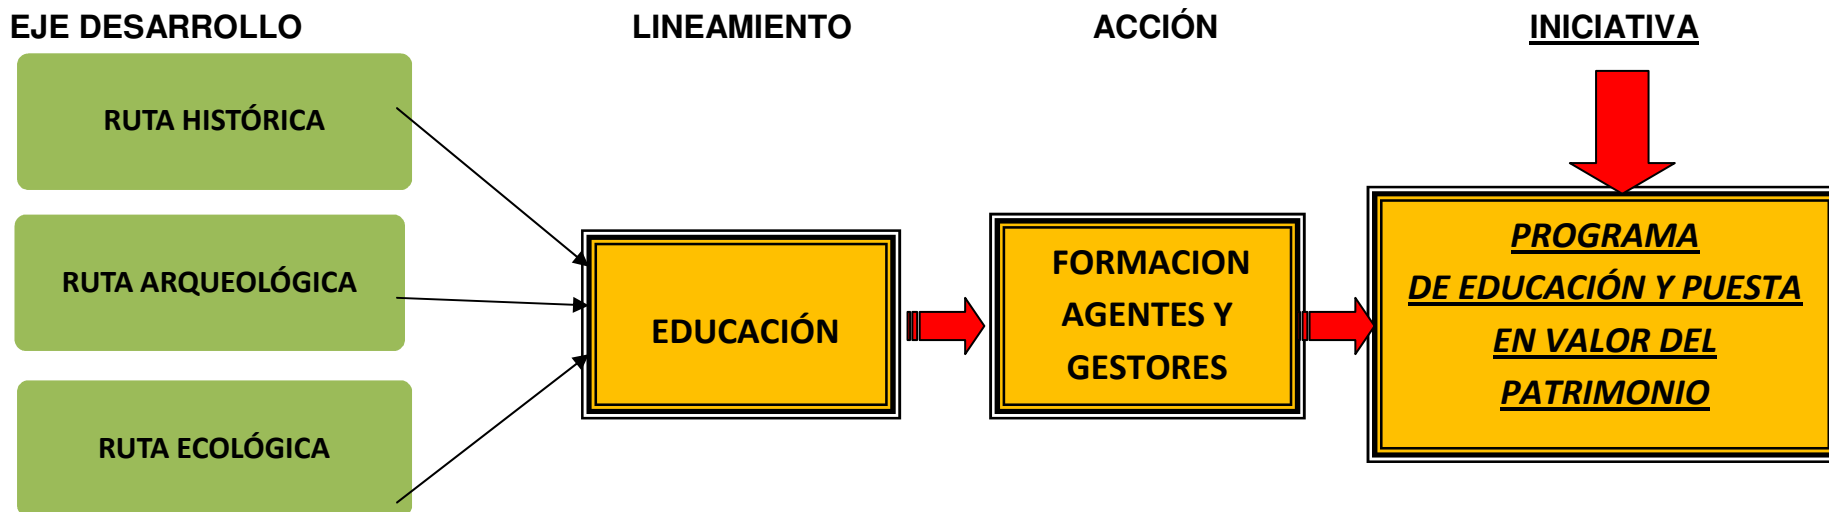 EJE DESARROLLO
LINEAMIENTO
ACCIÓN
INICIATIVA
RUTA HISTÓRICA
RUTA ARQUEOLÓGICA
RUTA ECOLÓGICA
EDUCACIÓN
FORMACION
AGENTES Y
GESTORES
PROGRAMA
DE EDUCACIÓN Y PUESTA
EN VALOR DEL
PATRIMONIO